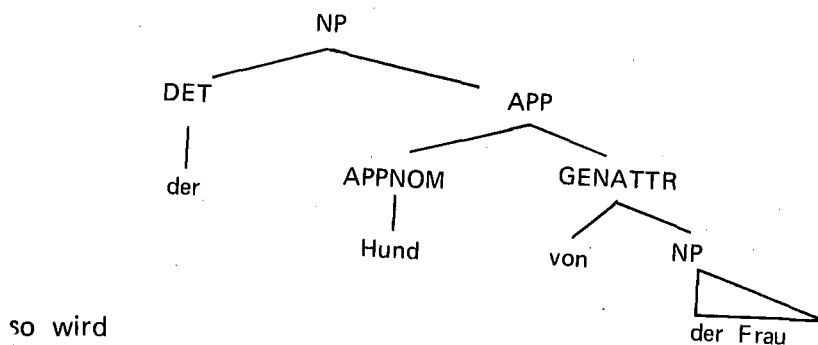 NP
DET APP
der APPNOM GENATTR
Hund von NP
so wird der Frau